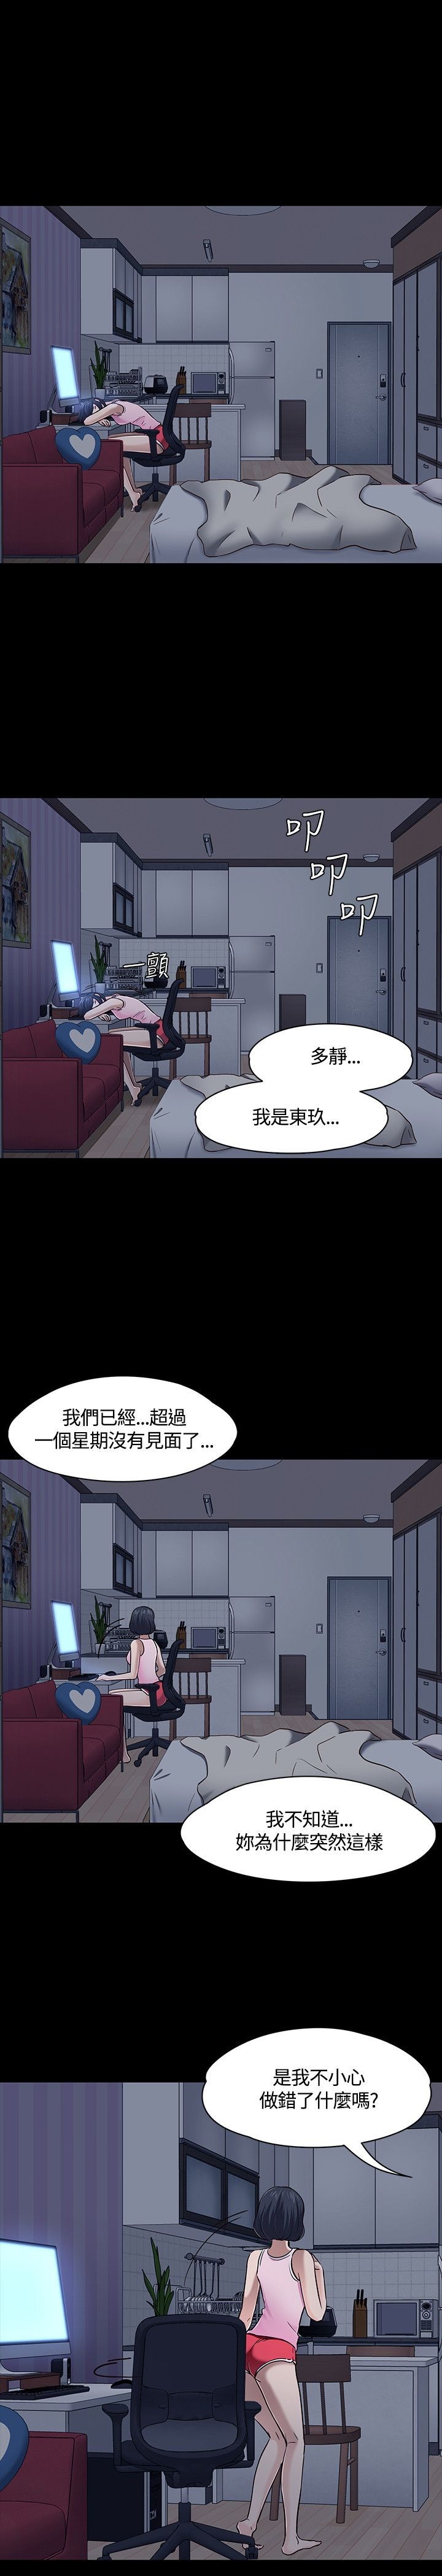 叩
叩
叩
一顫
多靜...
我是東玖...
我們已經...超過
一個星期沒有見面了...
我不知道...
妳為什麼突然這樣
是我不小心
做錯了什麼嗎?